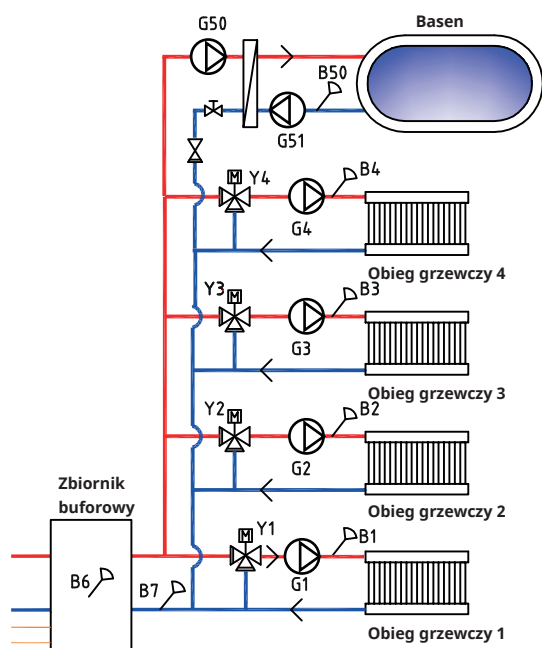 G50
Basen
B50
G51
M
Y4
B4
G4
Obieg grzewczy 4
Y3
M
B3
G3
Obieg grzewczy 3
Y2
M
B2
G2
Obieg grzewczy 2
Zbiornik
buforowy
M
Y1
B1
G1
B6
B7
Obieg grzewczy 1